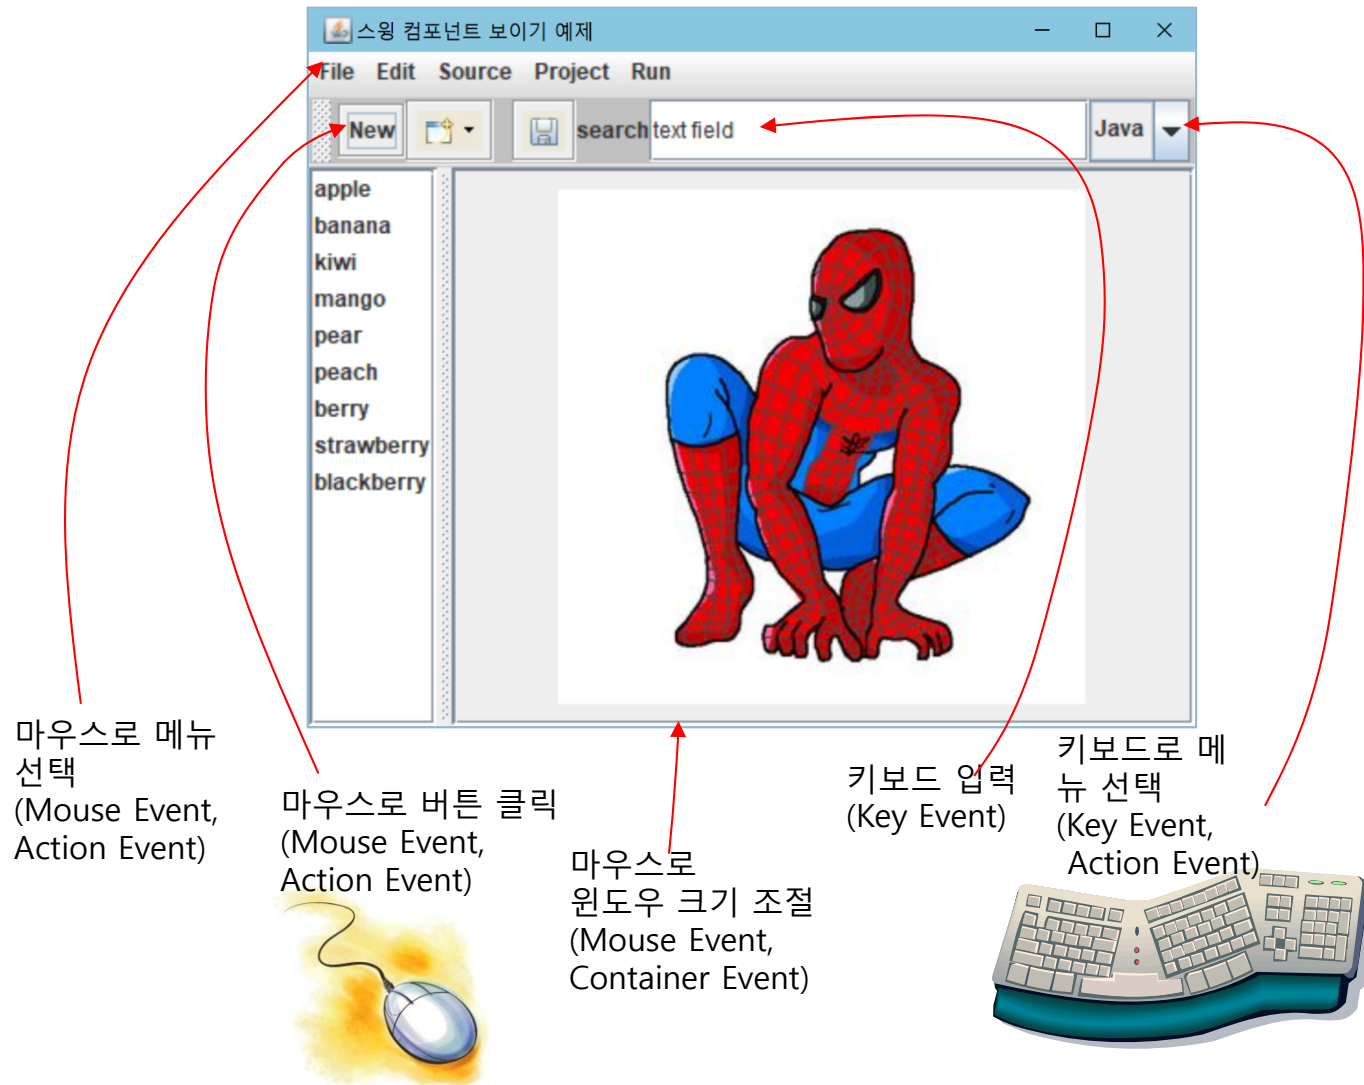 스윙 컴포넌트 보이기 예제
File Edit Source Project Run
New search text field Java
apple
banana
kiwi
mango
pear
peach
berry
strawberry
blackberry
마우스로 메뉴
선택
(Mouse Event,
Action Event)
마우스로 버튼 클릭
(Mouse Event,
Action Event)
마우스로
윈도우 크기 조절
(Mouse Event,
Container Event)
키보드 입력
(Key Event)
키보드로 메
뉴 선택
(Key Event,
Action Event)